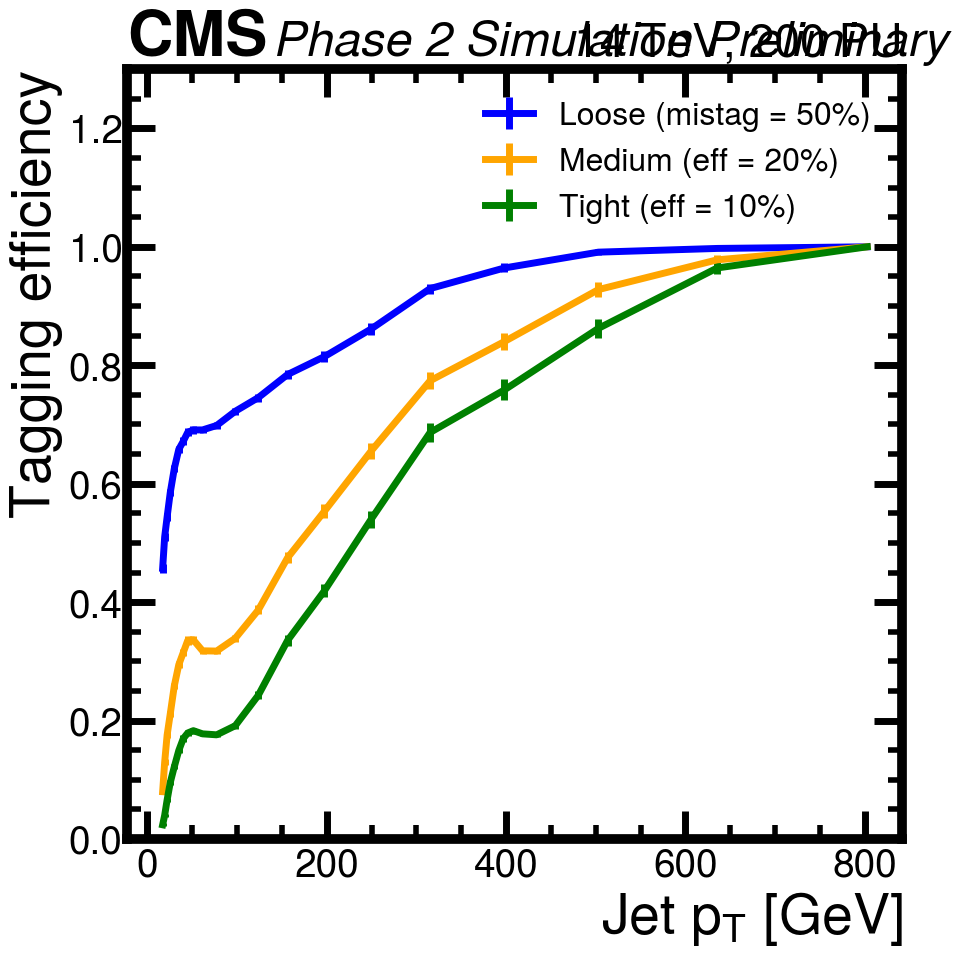 CMS Phase 2 Simulation Preliminary
14 TeV, 200 PU
Tagging efficiency
1.2
1.0
0.8
0.6
0.4
0.2
0.0
Loose (mistag = 50%)
Medium (eff = 20%)
Tight (eff = 10%)
0 200 400 600 800
Jet pT [GeV]